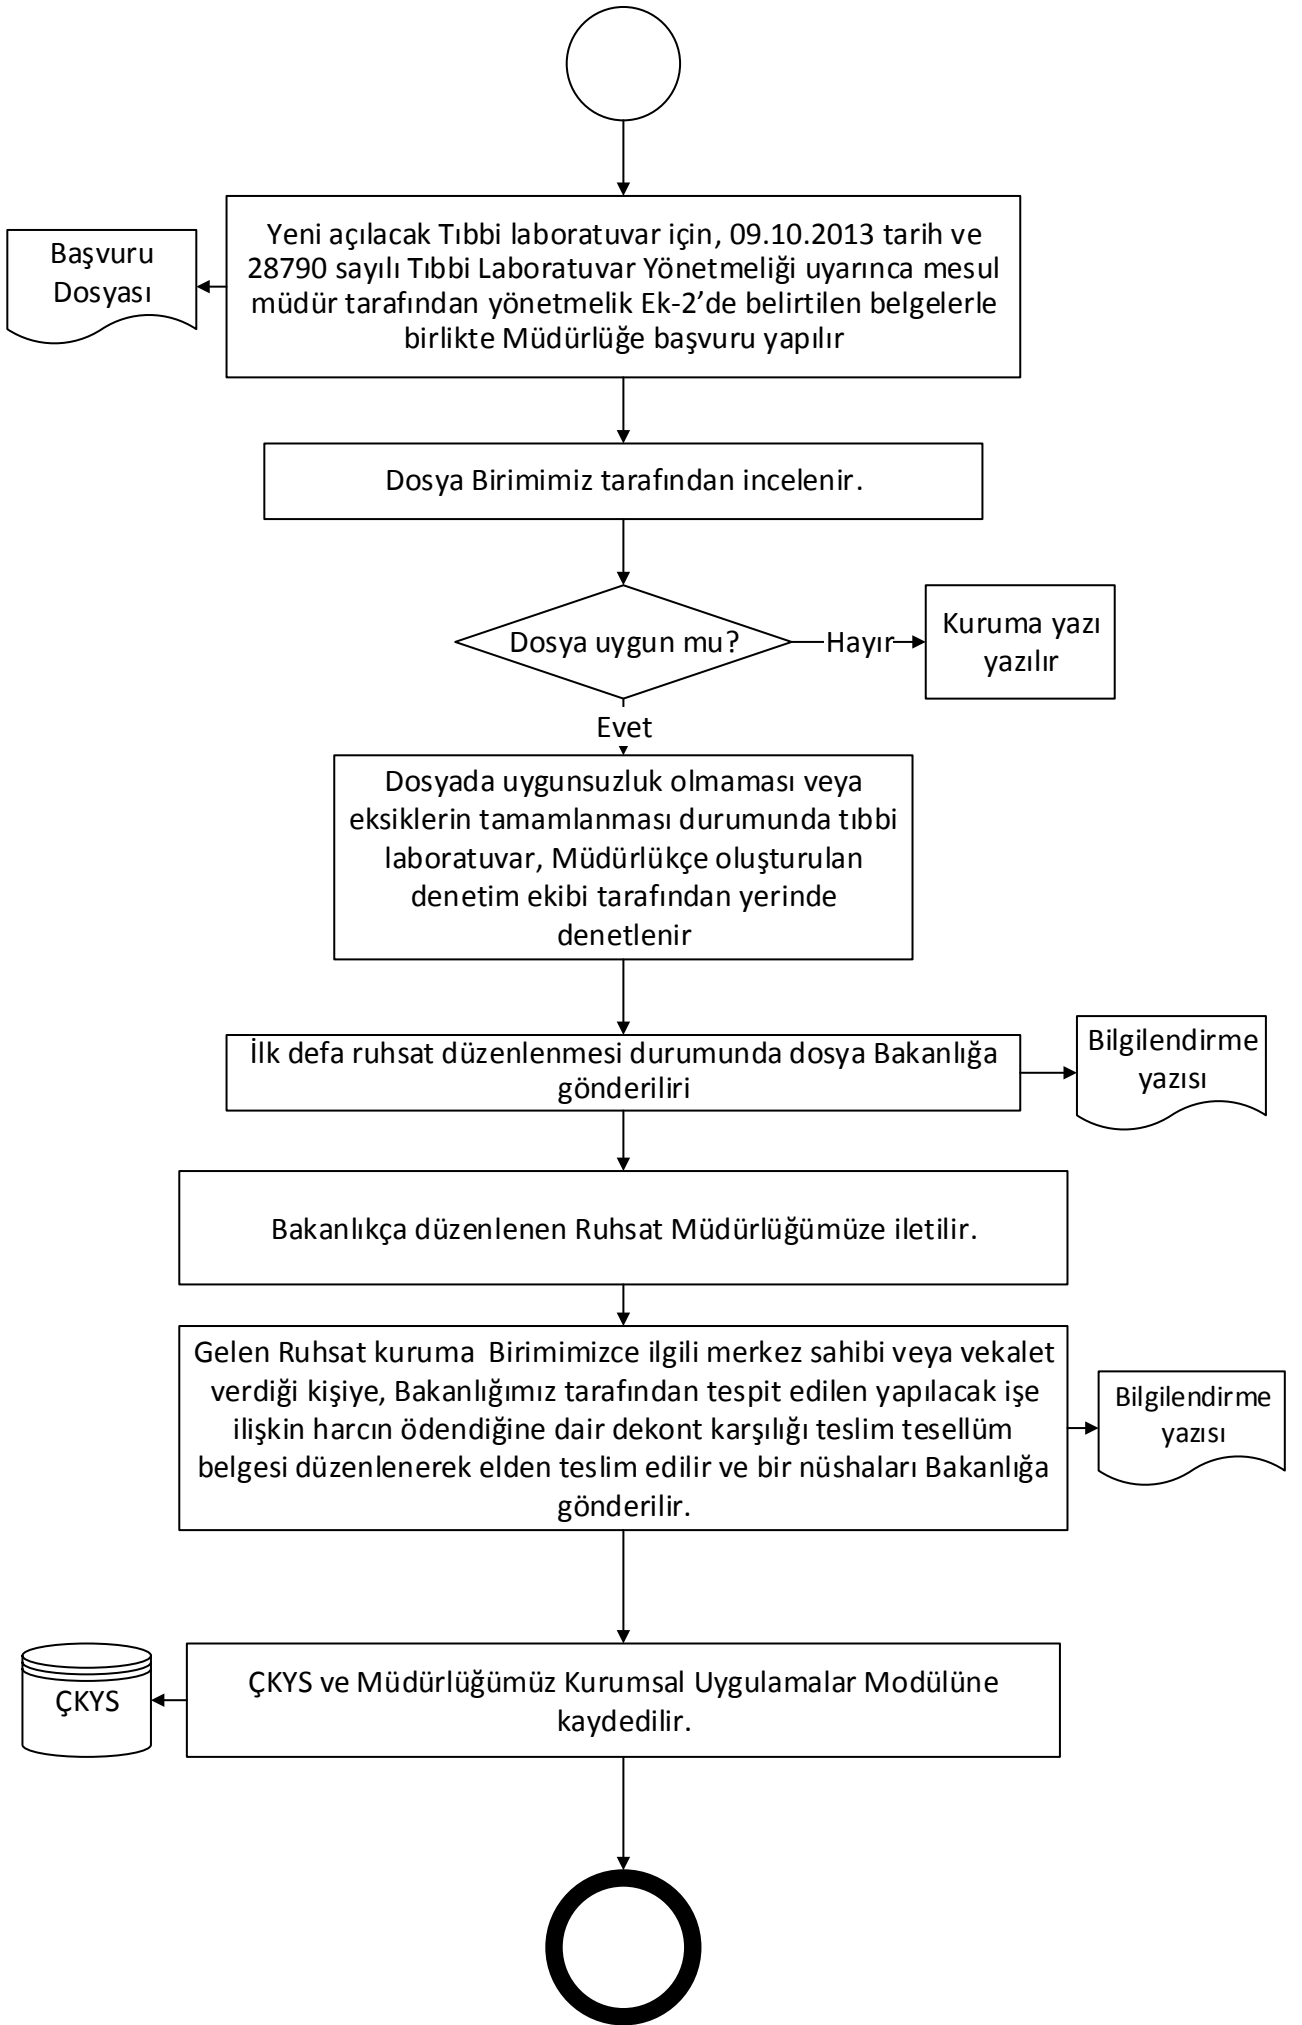 Başvuru
Dosyası
Yeni açılacak Tıbbi laboratuvar için, 09.10.2013 tarih ve
28790 sayılı Tıbbi Laboratuvar Yönetmeliği uyarınca mesul
müdür tarafından yönetmelik Ek-2’de belirtilen belgelerle
birlikte Müdürlüğe başvuru yapılır
Dosya Birimimiz tarafından incelenir.
Dosya uygun mu?
Hayır
Kuruma yazı
yazılır
Evet
Dosyada uygunsuzluk olmaması veya
eksiklerin tamamlanması durumunda tıbbi
laboratuvar, Müdürlükçe oluşturulan
denetim ekibi tarafından yerinde
denetlenir
İlk defa ruhsat düzenlenmesi durumunda dosya Bakanlığa
gönderiliri
Bilgilendirme
yazısı
Bakanlıkça düzenlenen Ruhsat Müdürlüğümüze iletilir.
Gelen Ruhsat kuruma  Birimimizce ilgili merkez sahibi veya vekalet
verdiği kişiye, Bakanlığımız tarafından tespit edilen yapılacak işe
ilişkin harcın ödendiğine dair dekont karşılığı teslim tesellüm
belgesi düzenlenerek elden teslim edilir ve bir nüshaları Bakanlığa
gönderilir.
Bilgilendirme
yazısı
ÇKYS
ÇKYS ve Müdürlüğümüz Kurumsal Uygulamalar Modülüne
kaydedilir.